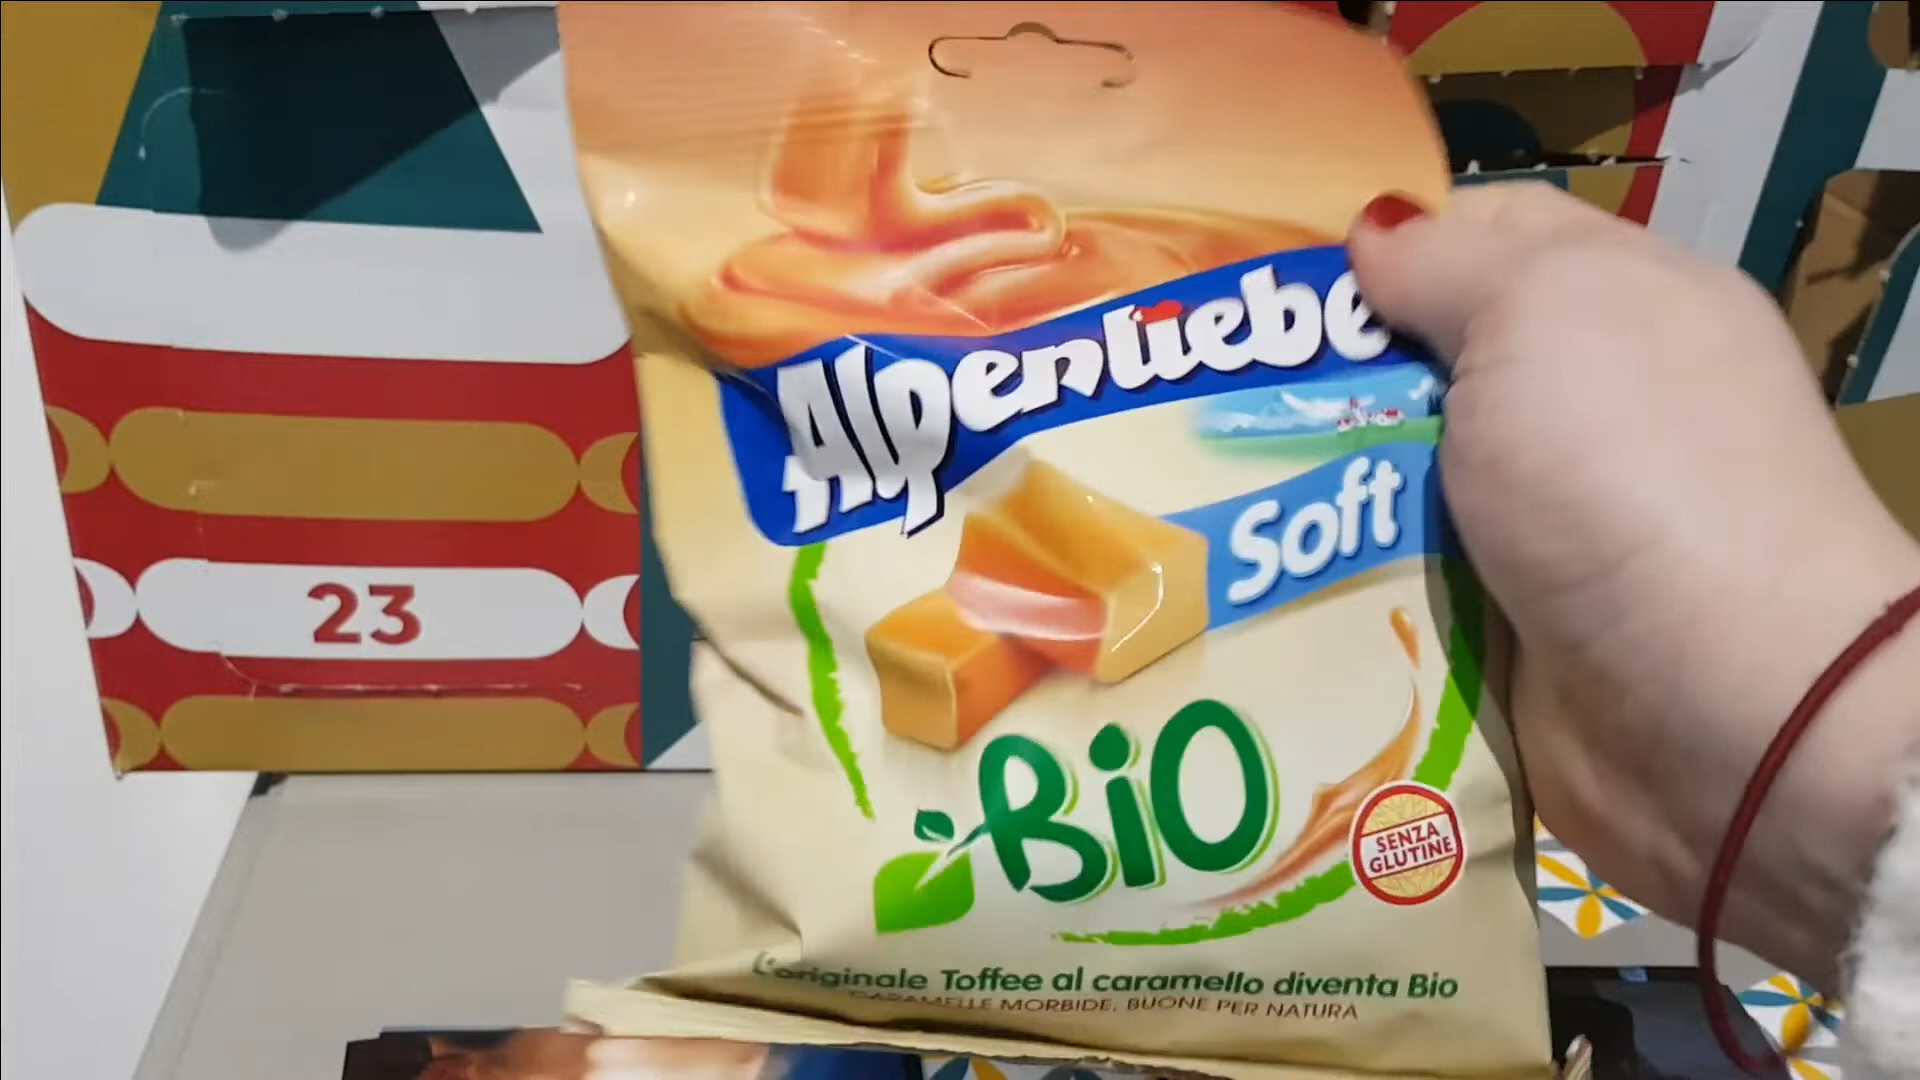 Alpenliebe
Soft
23
BiO
SENZA
GLUTINE
L'originale Toffee al caramello diventa Bio
CARAMELLE MORBIDE, BUONE PER NATURA